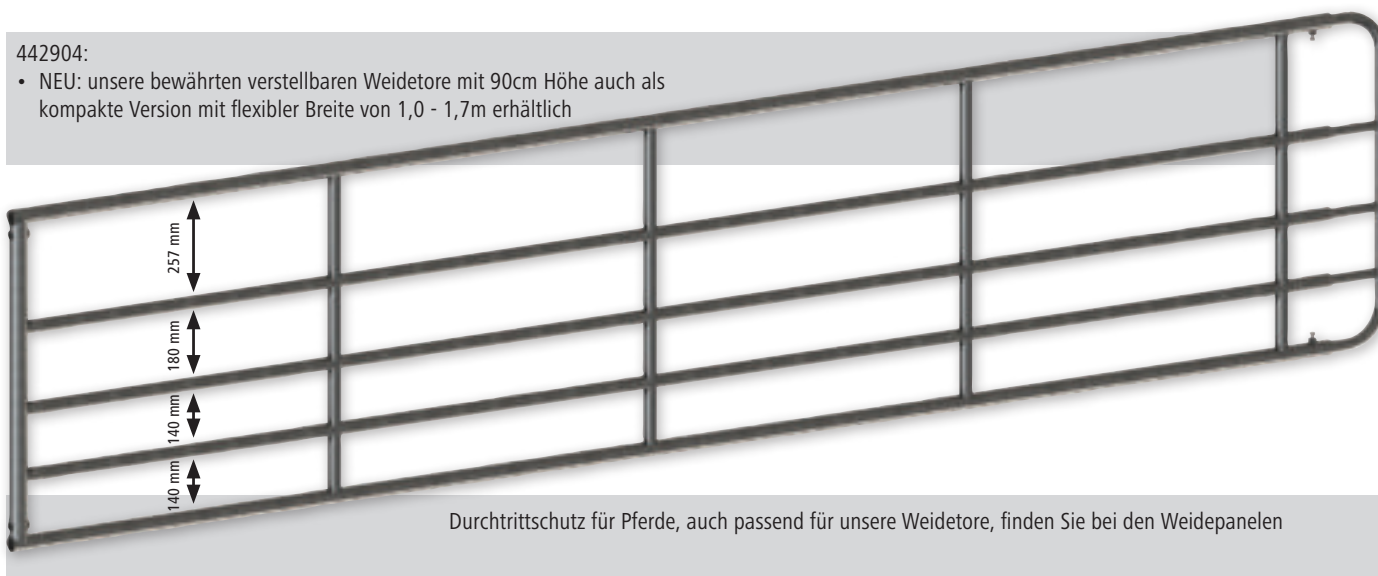 442904:
• NEU: unsere bewährten verstellbaren Weidetore mit 90cm Höhe auch als
kompakte Version mit flexibler Breite von 1,0 - 1,7m erhältlich
257 mm
180 mm
140 mm
140 mm
Durchtrittschutz für Pferde, auch passend für unsere Weidetore, finden Sie bei den Weidepanelen